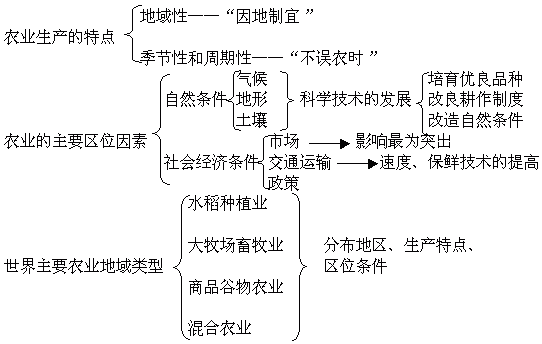 农业生产的特点
地域性——“因地制宜”
季节性和周期性——“不误农时”
农业的主要区位因素
自然条件
气候
地形
土壤
科学技术的发展
培育优良品种
改良耕作制度
改造自然条件
社会经济条件
市场
影响最为突出
交通运输
速度、保鲜技术的提高
政策
世界主要农业地域类型
水稻种植业
大牧场畜牧业
商品谷物农业
混合农业
分布地区、生产特点、
区位条件